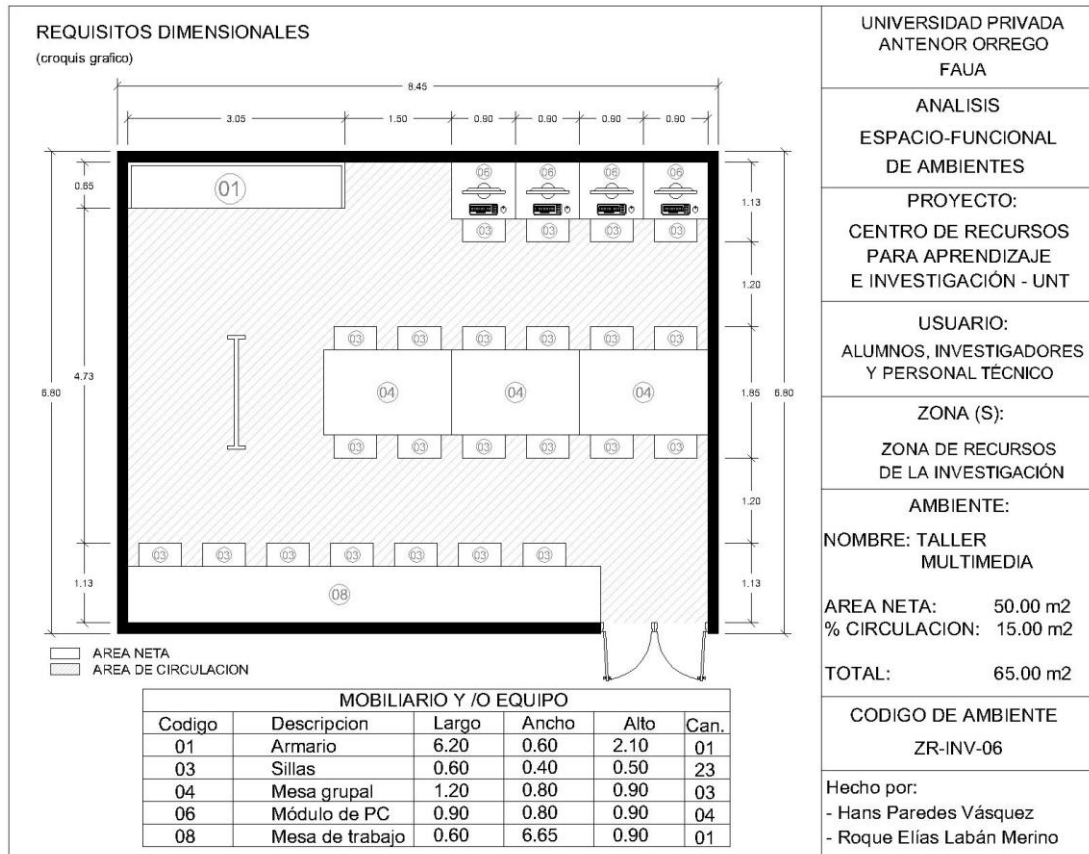 REQUISITOS DIMENSIONALES
(croquis grafico)
8.45
3.05 1.50 0.90 0.90 0.90 0.90
0.65
4.73
1.13
6.80
1.13
1.20
1.85
1.20
1.13
6.80
01
06 06 06 06
03 03 03 03
03 03 03 03 03 03
04 04 04
03 03 03 03 03 03
03 03 03 03 03 03 03
08
AREA NETA
AREA DE CIRCULACION
MOBILIARIO Y /O EQUIPO
Codigo Descripcion Largo Ancho Alto Can.
01 Armario 6.20 0.60 2.10 01
03 Sillas 0.60 0.40 0.50 23
04 Mesa grupal 1.20 0.80 0.90 03
06 Módulo de PC 0.90 0.80 0.90 04
08 Mesa de trabajo 0.60 6.65 0.90 01
UNIVERSIDAD PRIVADA
ANTENOR ORREGO
FAUA
ANALISIS
ESPACIO-FUNCIONAL
DE AMBIENTES
PROYECTO:
CENTRO DE RECURSOS
PARA APRENDIZAJE
E INVESTIGACIÓN - UNT
USUARIO:
ALUMNOS, INVESTIGADORES
Y PERSONAL TÉCNICO
ZONA (S):
ZONA DE RECURSOS
DE LA INVESTIGACIÓN
AMBIENTE:
NOMBRE: TALLER
MULTIMEDIA
AREA NETA: 50.00 m2
% CIRCULACION: 15.00 m2
TOTAL: 65.00 m2
CODIGO DE AMBIENTE
ZR-INV-06
Hecho por:
- Hans Paredes Vásquez
- Roque Elías Labán Merino